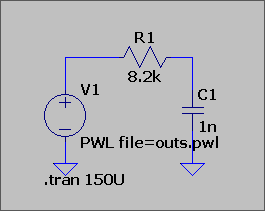 R1
8.2k
V1
C1
1n
PWL file=outs.pwl
.tran 150U